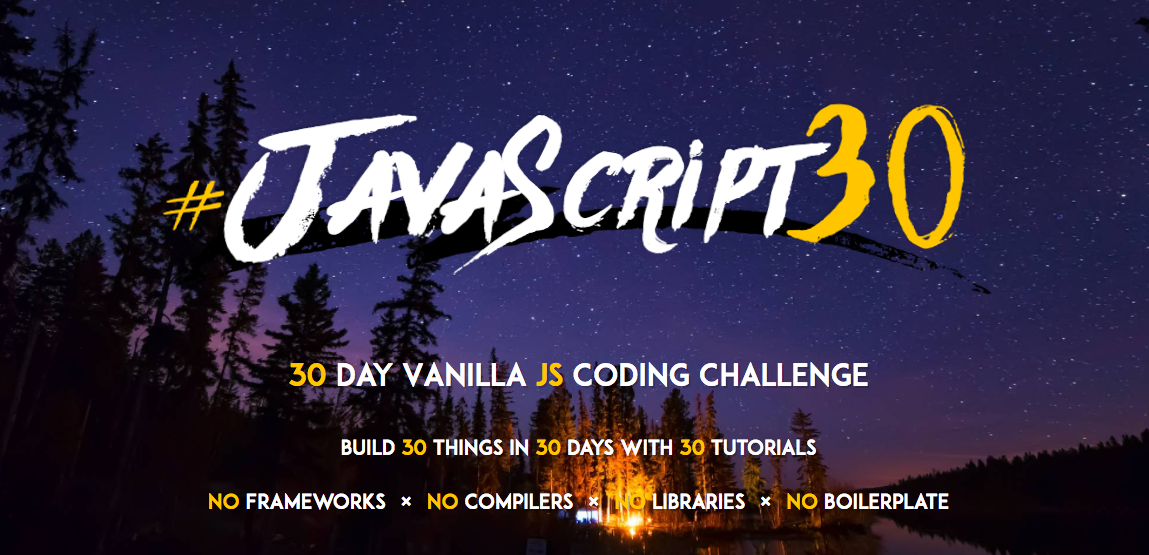 #JAVASCRIPT30
30 DAY VANILLA JS CODING CHALLENGE
BUILD 30 THINGS IN 30 DAYS WITH 30 TUTORIALS
NO FRAMEWORKS × NO COMPILERS × NO LIBRARIES × NO BOILERPLATE